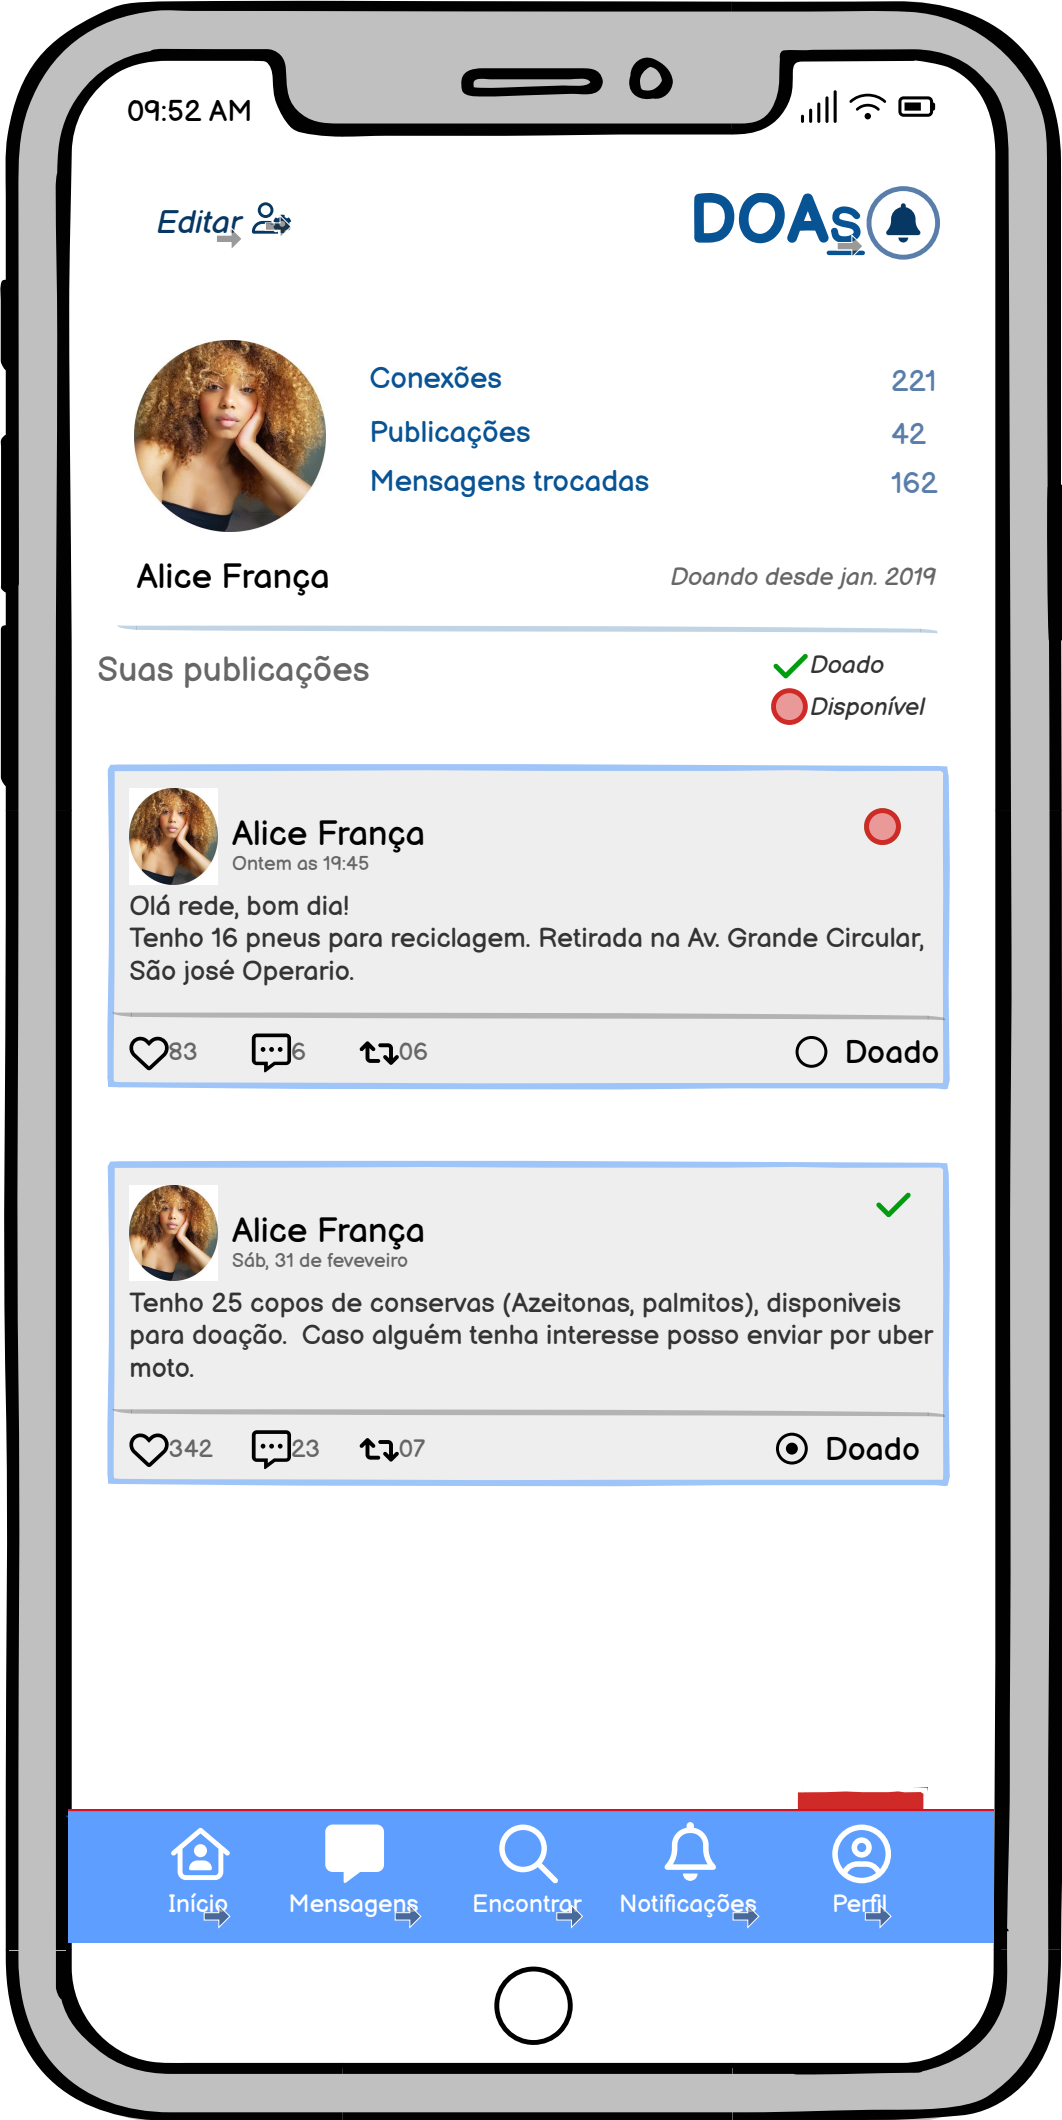 09:52 AM
Editar
DOAs
Conexões 221
Publicações 42
Mensagens trocadas 162
Alice França
Doando desde jan. 2019
Suas publicações
Doado
Disponível
Alice França
Ontem as 19:45
Olá rede, bom dia!
Tenho 16 pneus para reciclagem. Retirada na Av. Grande Circular,
São josé Operario.
83 6 06 Doado
Alice França
Sáb, 31 de feveveiro
Tenho 25 copos de conservas (Azeitonas, palmitos), disponiveis
para doação. Caso alguém tenha interesse posso enviar por uber
moto.
342 23 07 Doado
Início Mensagens Encontrar Notificações Perfil